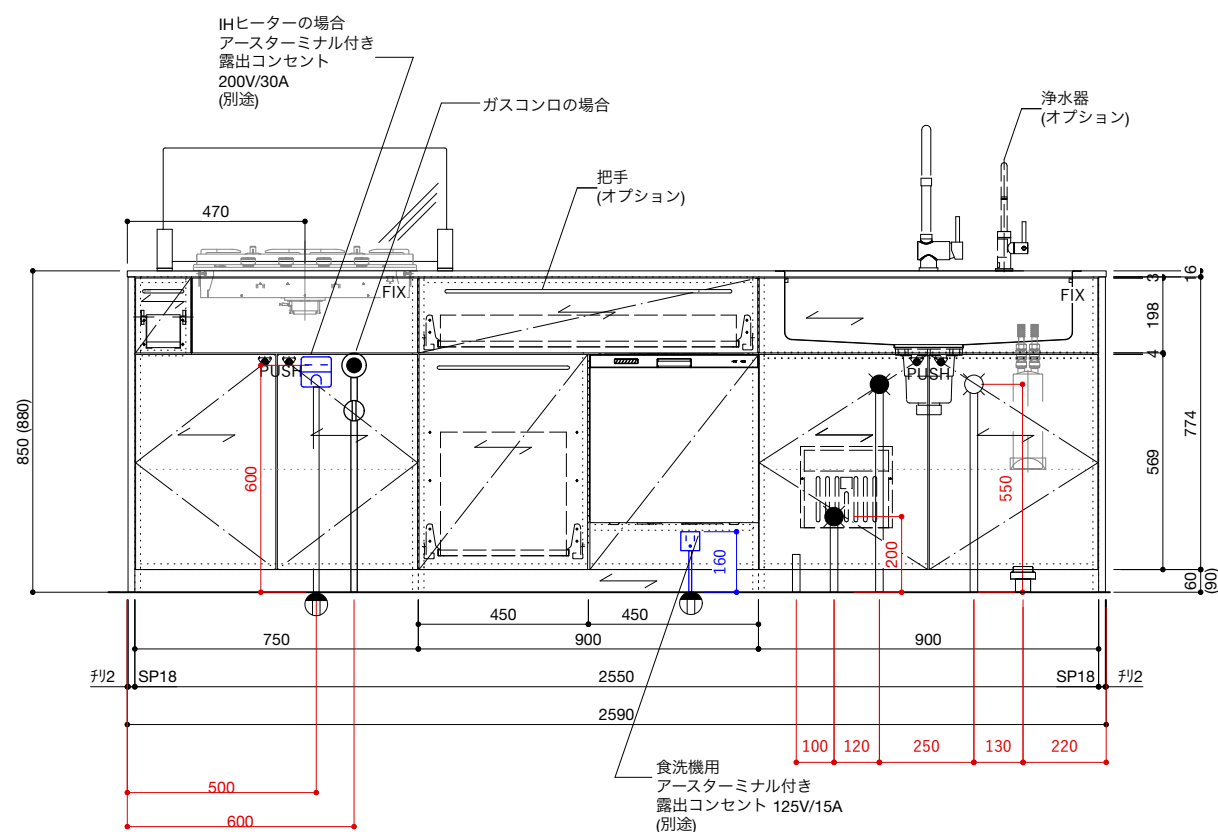 IHヒーターの場合
アースターミナル付き
露出コンセント
200V/30A
(別途)
ガスコンロの場合
浄水器
(オプション)
把手
(オプション)
470
FIX
FIX
3
16
198
4
PUSH
PUSH
850 (880)
600
550
774
569
200
160
60
(90)
450
450
750
900
900
ﾁﾘ2
SP18
2550
SP18
ﾁﾘ2
2590
100
120
250
130
220
500
600
食洗機用
アースターミナル付き
露出コンセント 125V/15A
(別途)